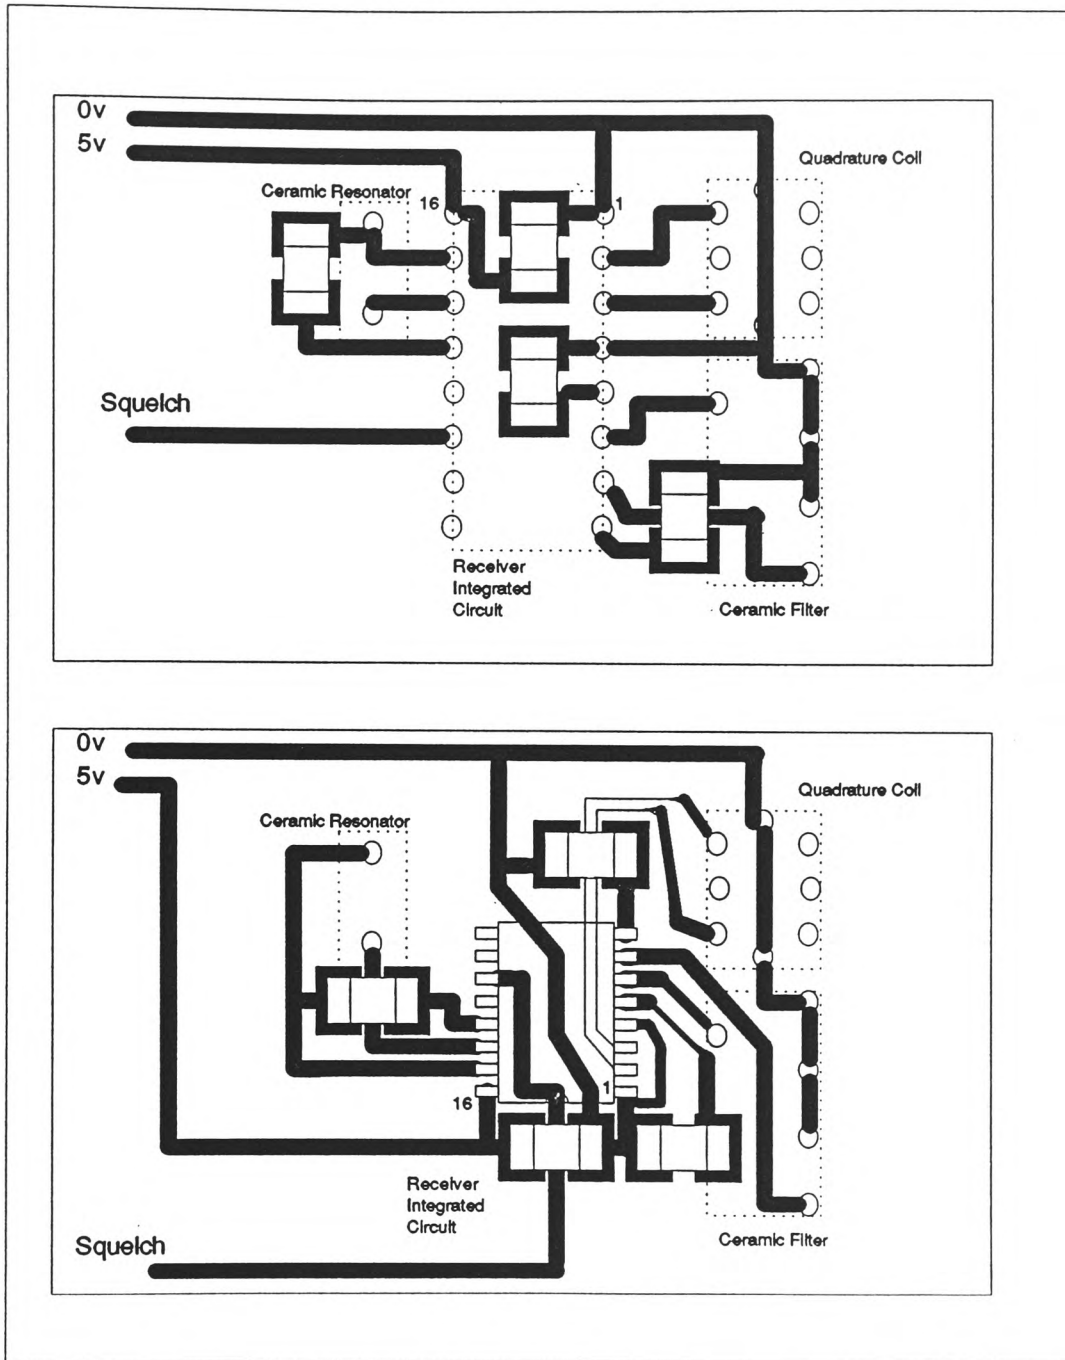 0v
5v
Quadrature Coil
Ceramic Resonator
16
1
Squelch
Receiver
Integrated
Circuit
Ceramic Filter
0v
5v
Quadrature Coil
Ceramic Resonator
16
1
Receiver
Integrated
Circuit
Squelch
Ceramic Filter